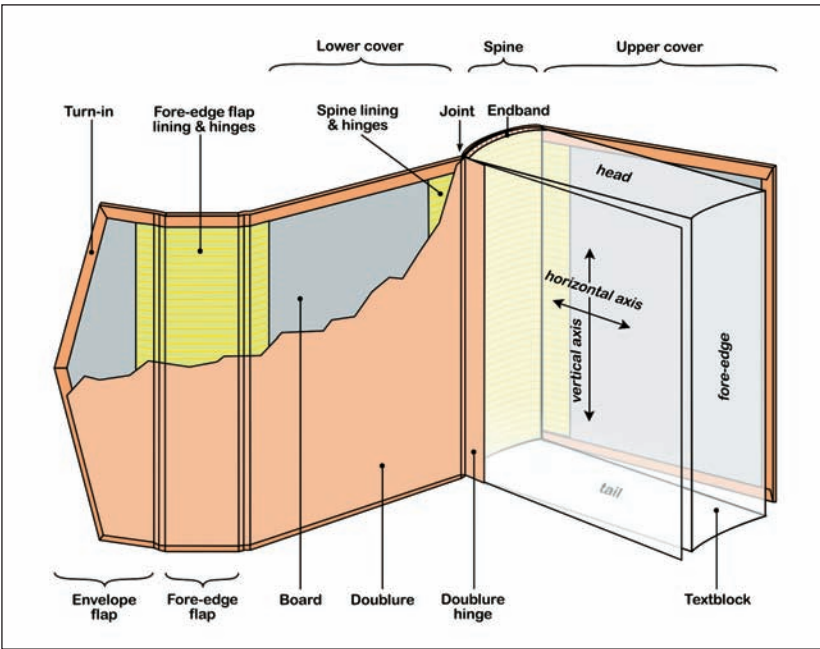 Lower cover
Spine
Upper cover
Turn-in
Fore-edge flap
lining & hinges
Spine lining
& hinges
Joint
Endband
head
horizontal axis
vertical axis
fore-edge
tail
Envelope
flap
Fore-edge
flap
Board
Doublure
Doublure
hinge
Textblock